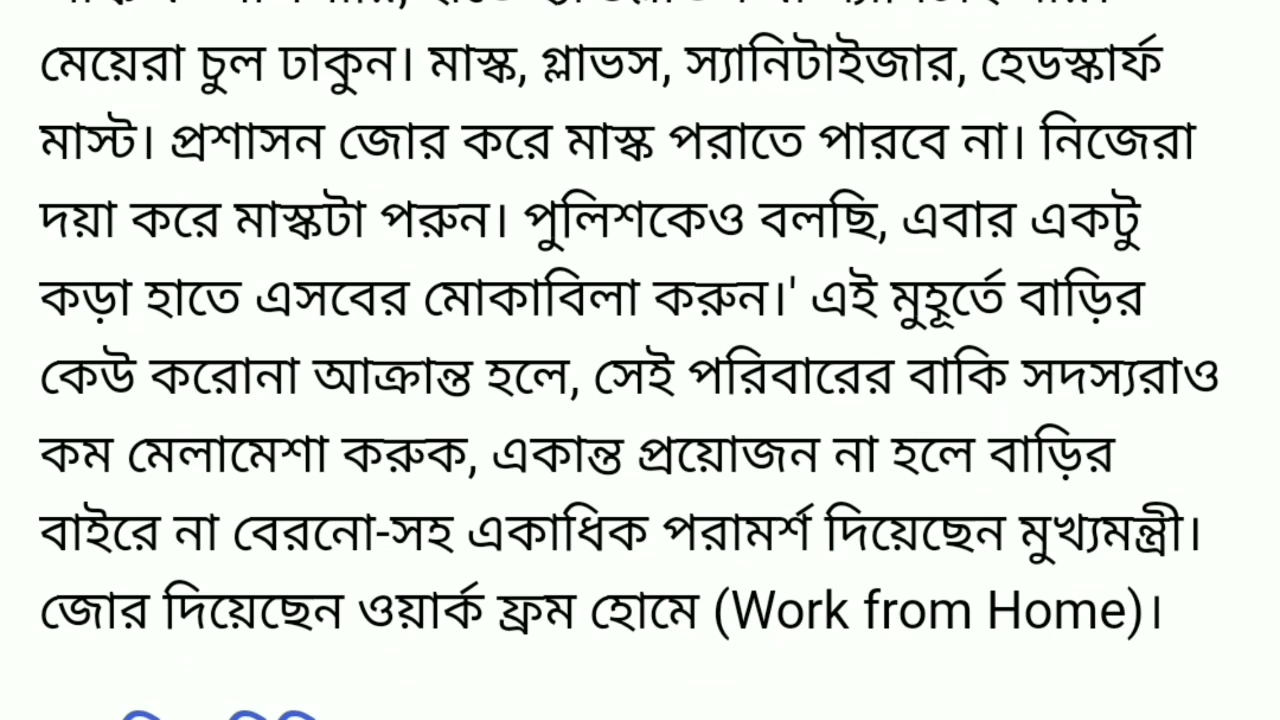 মেয়েরা চুল ঢাকুন। মাস্ক, গ্লাভস, স্যানিটাইজার, হেডস্কার্ফ
মাস্ট। প্রশাসন জোর করে মাস্ক পরাতে পারবে না। নিজেরা
দয়া করে মাস্কটা পরুন। পুলিশকেও বলছি, এবার একটু
কড়া হাতে এসবের মোকাবিলা করুন।' এই মুহূর্তে বাড়ির
কেউ করোনা আক্রান্ত হলে, সেই পরিবারের বাকি সদস্যরাও
কম মেলামেশা করুক, একান্ত প্রয়োজন না হলে বাড়ির
বাইরে না বেরনো-সহ একাধিক পরামর্শ দিয়েছেন মুখ্যমন্ত্রী।
জোর দিয়েছেন ওয়ার্ক ফ্রম হোমে (Work from Home)।